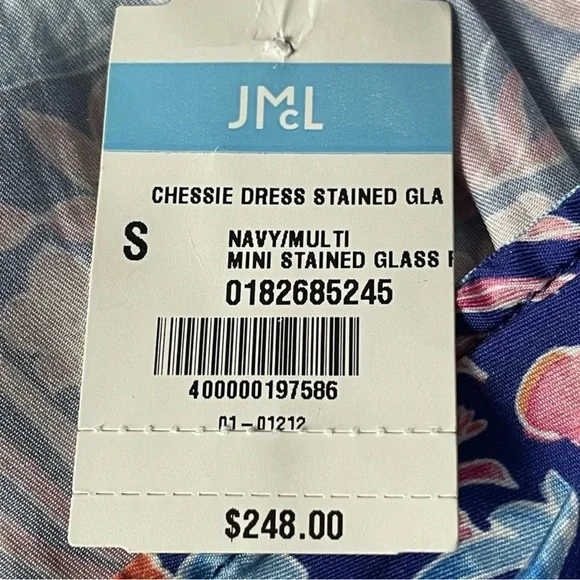 JMcL
CHESSIE DRESS STAINED GLA
S
NAVY/MULTI
MINI STAINED GLASS
0182685245
400000197586
01-01212
$248.00